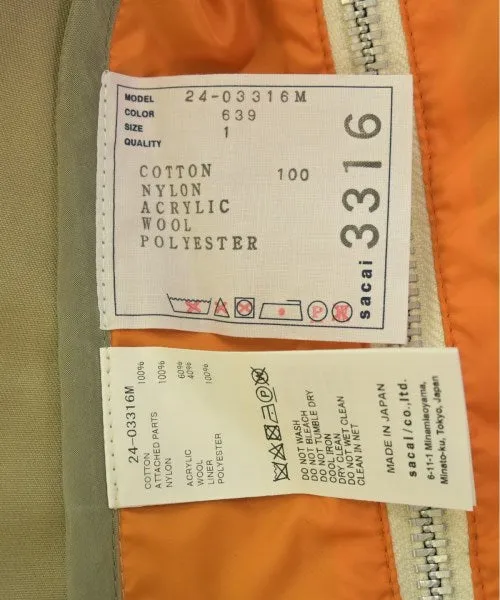 MODEL 24-03316M
COLOR 639
SIZE 1
QUALITY
COTTON 100
NYLON
ACRYLIC
WOOL
POLYESTER
sacai 3316
24-03316M
COTTON 100%
ATTACHED PARTS
NYLON 100%
ACRYLIC 60%
WOOL 40%
LINER
POLYESTER 100%
DO NOT WASH
DO NOT BLEACH
DO NOT TUMBLE DRY
COOL IRON
DRY CLEAN
DO NOT WET CLEAN
CLEAN IN NET
MADE IN JAPAN
sacai/co.,ltd.
6-11-1 Minamiaoyama,
Minato-ku, Tokyo, Japan